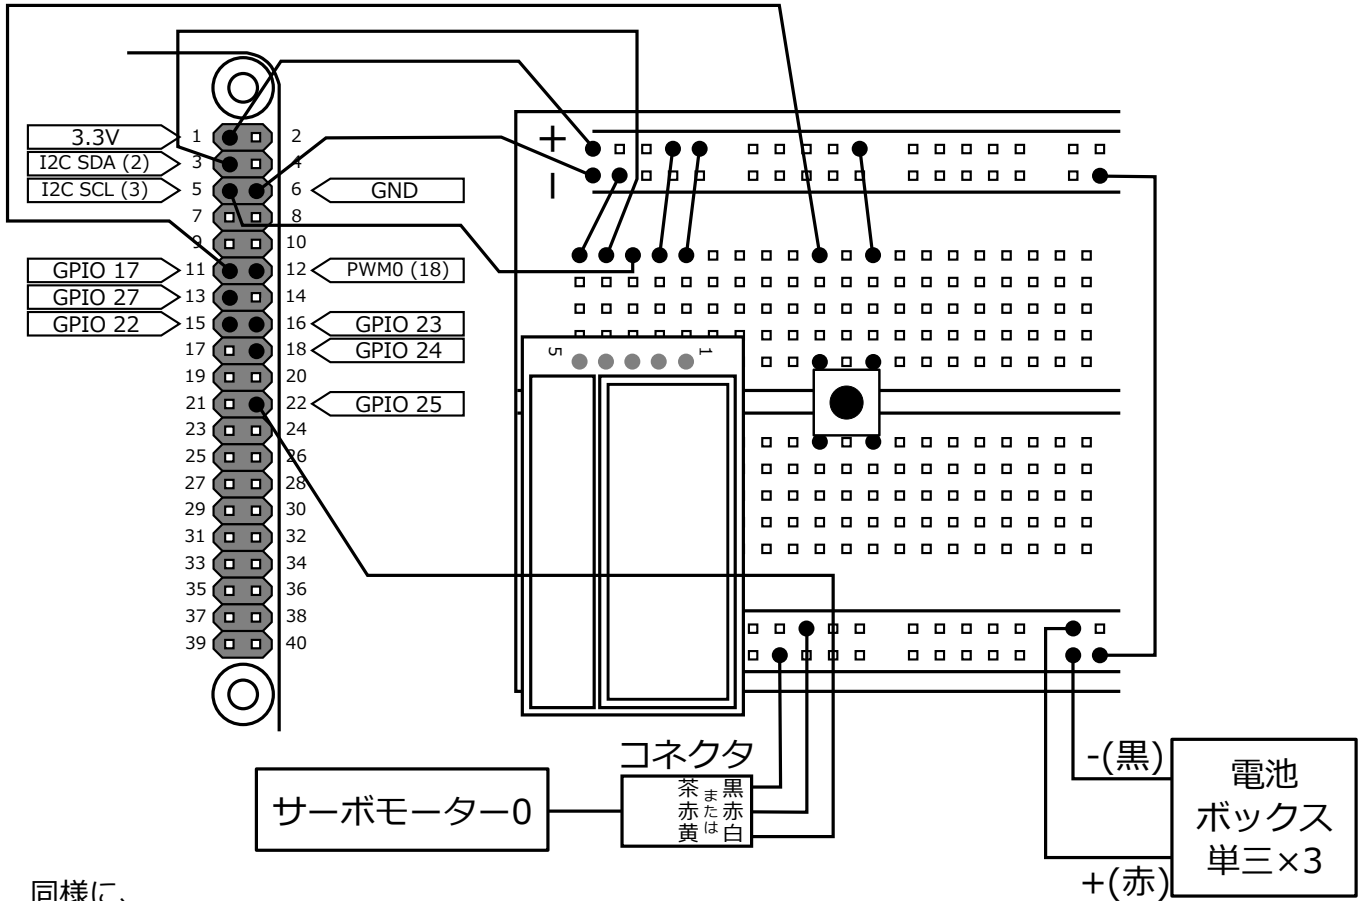 +
3.3V 1 2
I2C SDA (2) 3 4
I2C SCL (3) 5 6 GND
-
7 8
9 10
GPIO 17 11 12 PWM0 (18)
GPIO 27 13 14
GPIO 22 15 16 GPIO 23
17 18 GPIO 24
5 1
19 20
21 22 GPIO 25
23 24
25 26
27 28
29 30
31 32
33 34
35 36
37 38
39 40
コネクタ
サーボモーター0
茶 黒
赤 または 赤
黄 白
-(黒)
+(赤)
電池
ボックス
単三×3
同様に、